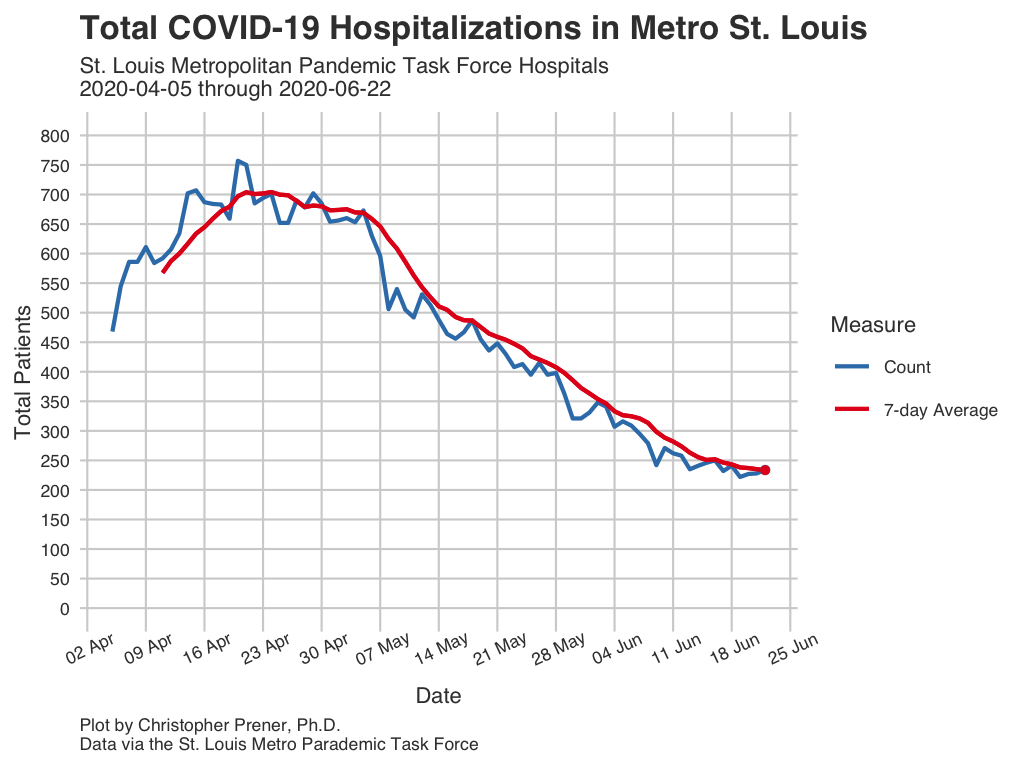 Total COVID-19 Hospitalizations in Metro St. Louis
St. Louis Metropolitan Pandemic Task Force Hospitals
2020-04-05 through 2020-06-22
800
750
700
650
600
550
500
450
400
350
300
250
200
150
100
50
0
Total Patients
02 Apr
09 Apr
16 Apr
23 Apr
30 Apr
07 May
14 May
21 May
28 May
04 Jun
11 Jun
18 Jun
25 Jun
Date
Measure
Count
7-day Average
Plot by Christopher Prener, Ph.D.
Data via the St. Louis Metro Parademic Task Force